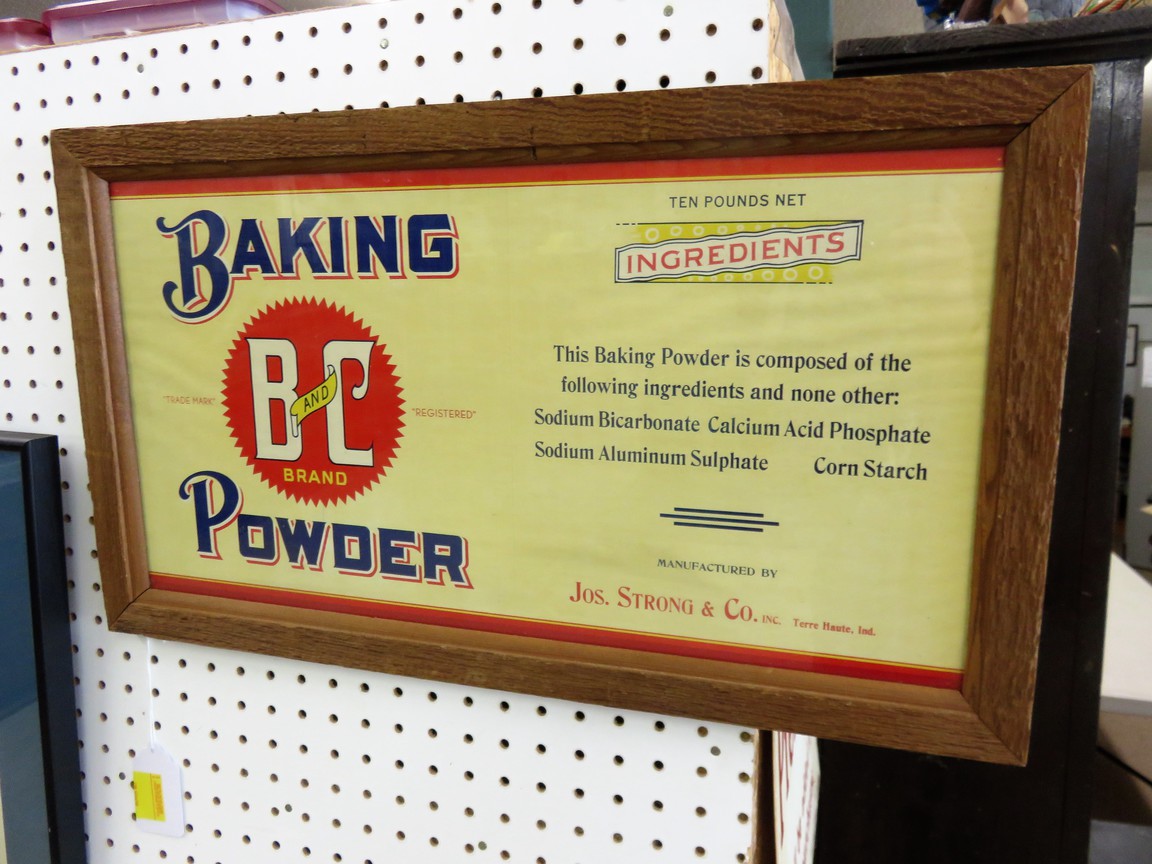 BAKING
"TRADE MARK"
B AND C
"REGISTERED"
BRAND
POWDER
TEN POUNDS NET
INGREDIENTS
This Baking Powder is composed of the
following ingredients and none other:
Sodium Bicarbonate Calcium Acid Phosphate
Sodium Aluminum Sulphate Corn Starch
MANUFACTURED BY
JOS. STRONG & CO. INC. Terre Haute, Ind.